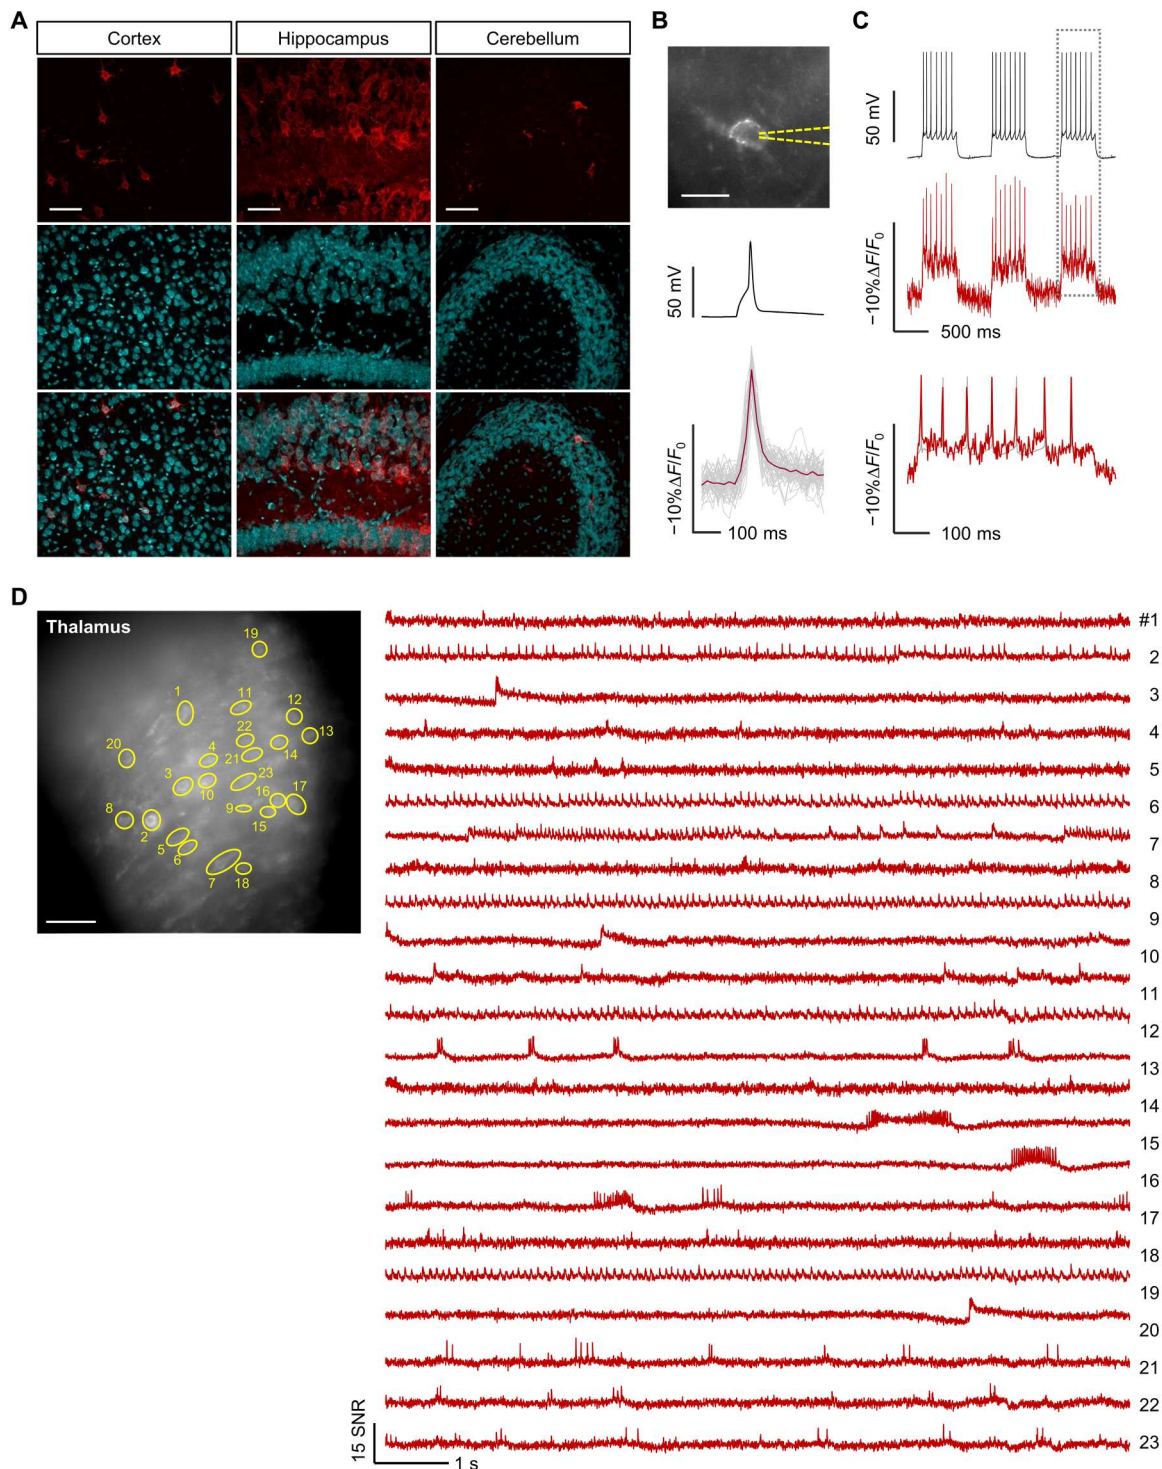 A
Cortex
Hippocampus
Cerebellum
B
50 mV
−10%ΔF/F0
100 ms
C
50 mV
−10%ΔF/F0
500 ms
−10%ΔF/F0
100 ms
D
Thalamus
19
1
11
12
13
22
14
20
4
21
3
10
23
16
17
8
2
9
15
5
6
7
18
#1
2
3
4
5
6
7
8
9
10
11
12
13
14
15
16
17
18
19
20
21
22
23
15 SNR
1 s